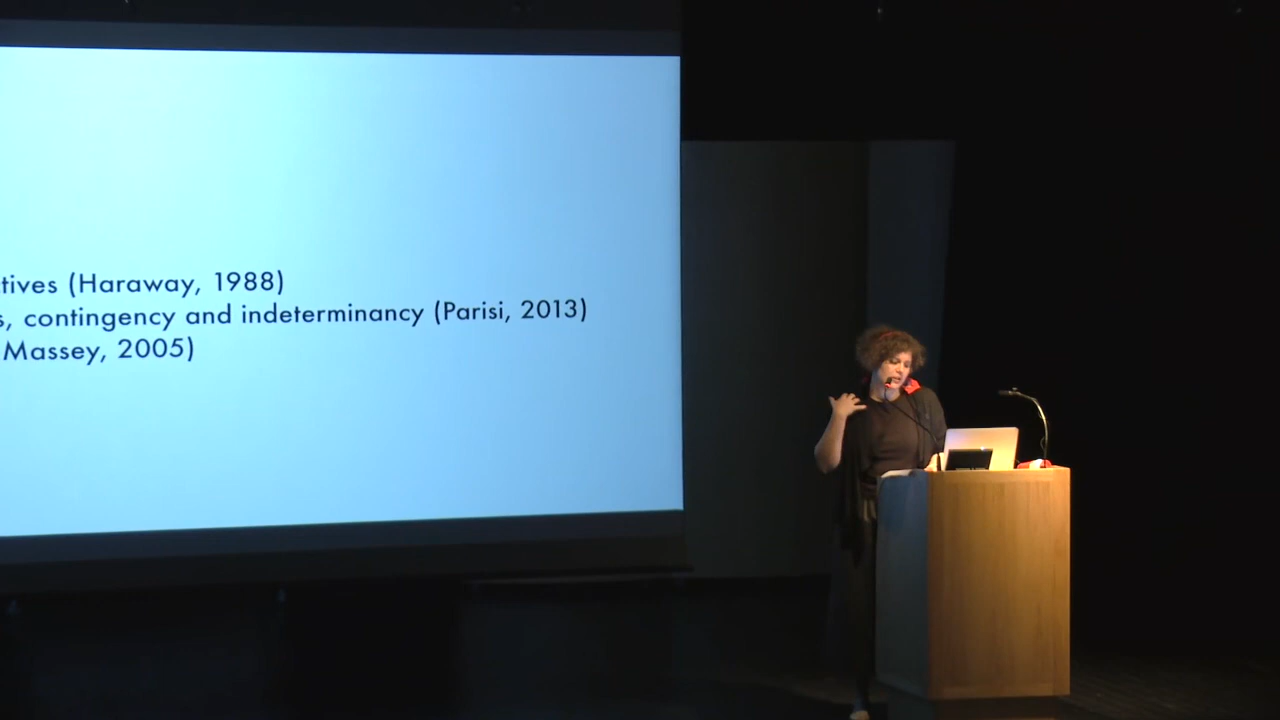 tives (Haraway, 1988)
s, contingency and indeterminancy (Parisi, 2013)
Massey, 2005)